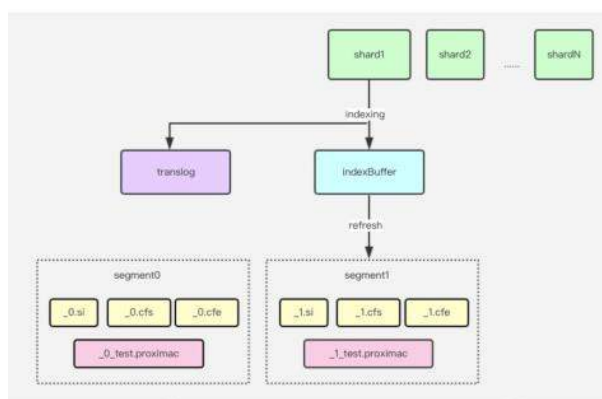 shard1 shard2 ...... shardN
indexing
translog indexBuffer
refresh
segment0 segment1
_0.si _0.cfs _0.cfe _1.si _1.cfs _1.cfe
_0_test.proximac _1_test.proximac